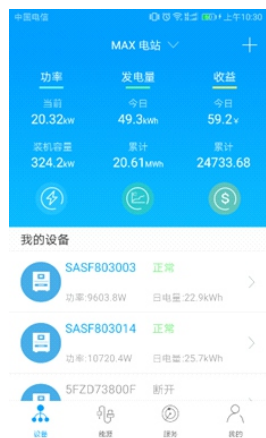 中国电信 上午10:30
MAX 电站
功率 发电量 收益
当前 今日 今日
20.32kW 49.3kWh 59.2¥
装机容量 累计 累计
324.2kW 20.61MWh 24733.68
我的设备
SASF803003 正常
功率:9603.8W 日电量:22.9kWh
SASF803014 正常
功率:10720.4W 日电量:25.7kWh
5FZD73800F 断开
设备 能源 服务 我的